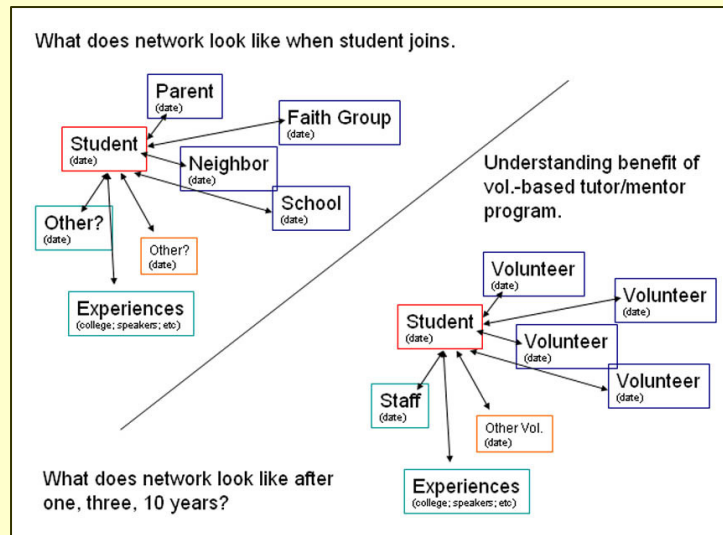 What does network look like when student joins.
Parent
(date)
Faith Group
(date)
Student
(date)
Neighbor
(date)
School
(date)
Other?
(date)
Other?
(date)
Experiences
(college; speakers; etc)
Understanding benefit of
vol.-based tutor/mentor
program.
Volunteer
(date)
Volunteer
(date)
Student
(date)
Volunteer
(date)
Volunteer
(date)
Staff
(date)
Other Vol.
(date)
Experiences
(college; speakers; etc)
What does network look like after
one, three, 10 years?